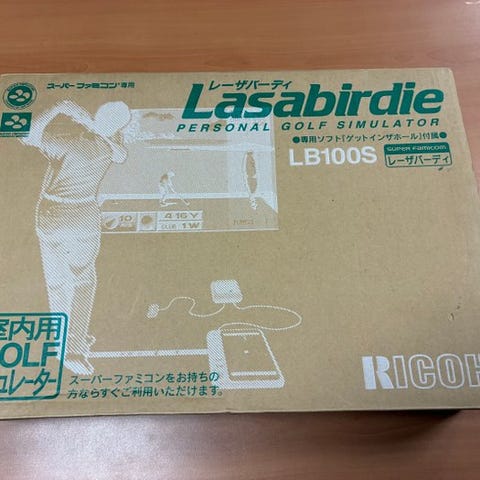 スーパーファミコン専用
レーザバーディ
Lasabirdie
PERSONAL GOLF SIMULATOR
●専用ソフト「ゲットインザホール」付属●
LB100S
SUPER FAMICOM
レーザバーディ
416Y
CLUB 1W
室内用
GOLF
ュレーター
スーパーファミコンをお持ちの
方ならすぐご利用いただけます。
RICOH